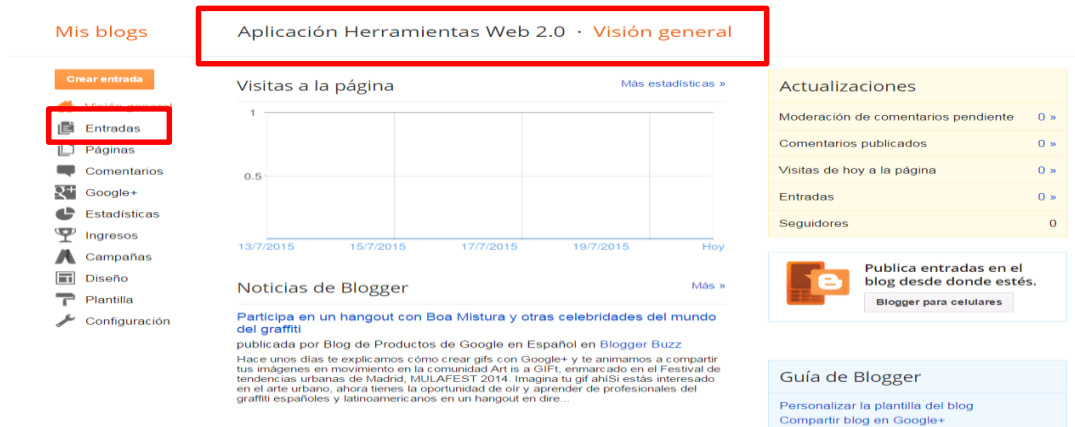 Mis blogs
Aplicación Herramientas Web 2.0 · Visión general
Crear entrada
Visión general
Entradas
Páginas
Comentarios
Google+
Estadísticas
Ingresos
Campañas
Diseño
Plantilla
Configuración
Visitas a la página
Más estadísticas »
1
0.5
13/7/2015
15/7/2015
17/7/2015
19/7/2015
Hoy
Noticias de Blogger
Más »
Participa en un hangout con Boa Mistura y otras celebridades del mundo
del graffiti
publicada por Blog de Productos de Google en Español en Blogger Buzz
Hace unos días te explicamos cómo crear gifs con Google+ y te animamos a compartir
tus imágenes en movimiento en la comunidad Art is a GIFt, enmarcado en el Festival de
tendencias urbanas de Madrid, MULAFEST 2014. Imagina tu gif ahíSi estás interesado
en el arte urbano, ahora tienes la oportunidad de oír y aprender de profesionales del
graffiti españoles y latinoamericanos en un hangout en dire...
Actualizaciones
Moderación de comentarios pendiente 0 »
Comentarios publicados 0 »
Visitas de hoy a la página 0 »
Entradas 0 »
Seguidores 0
Publica entradas en el
blog desde donde estés.
Blogger para celulares
Guía de Blogger
Personalizar la plantilla del blog
Compartir blog en Google+